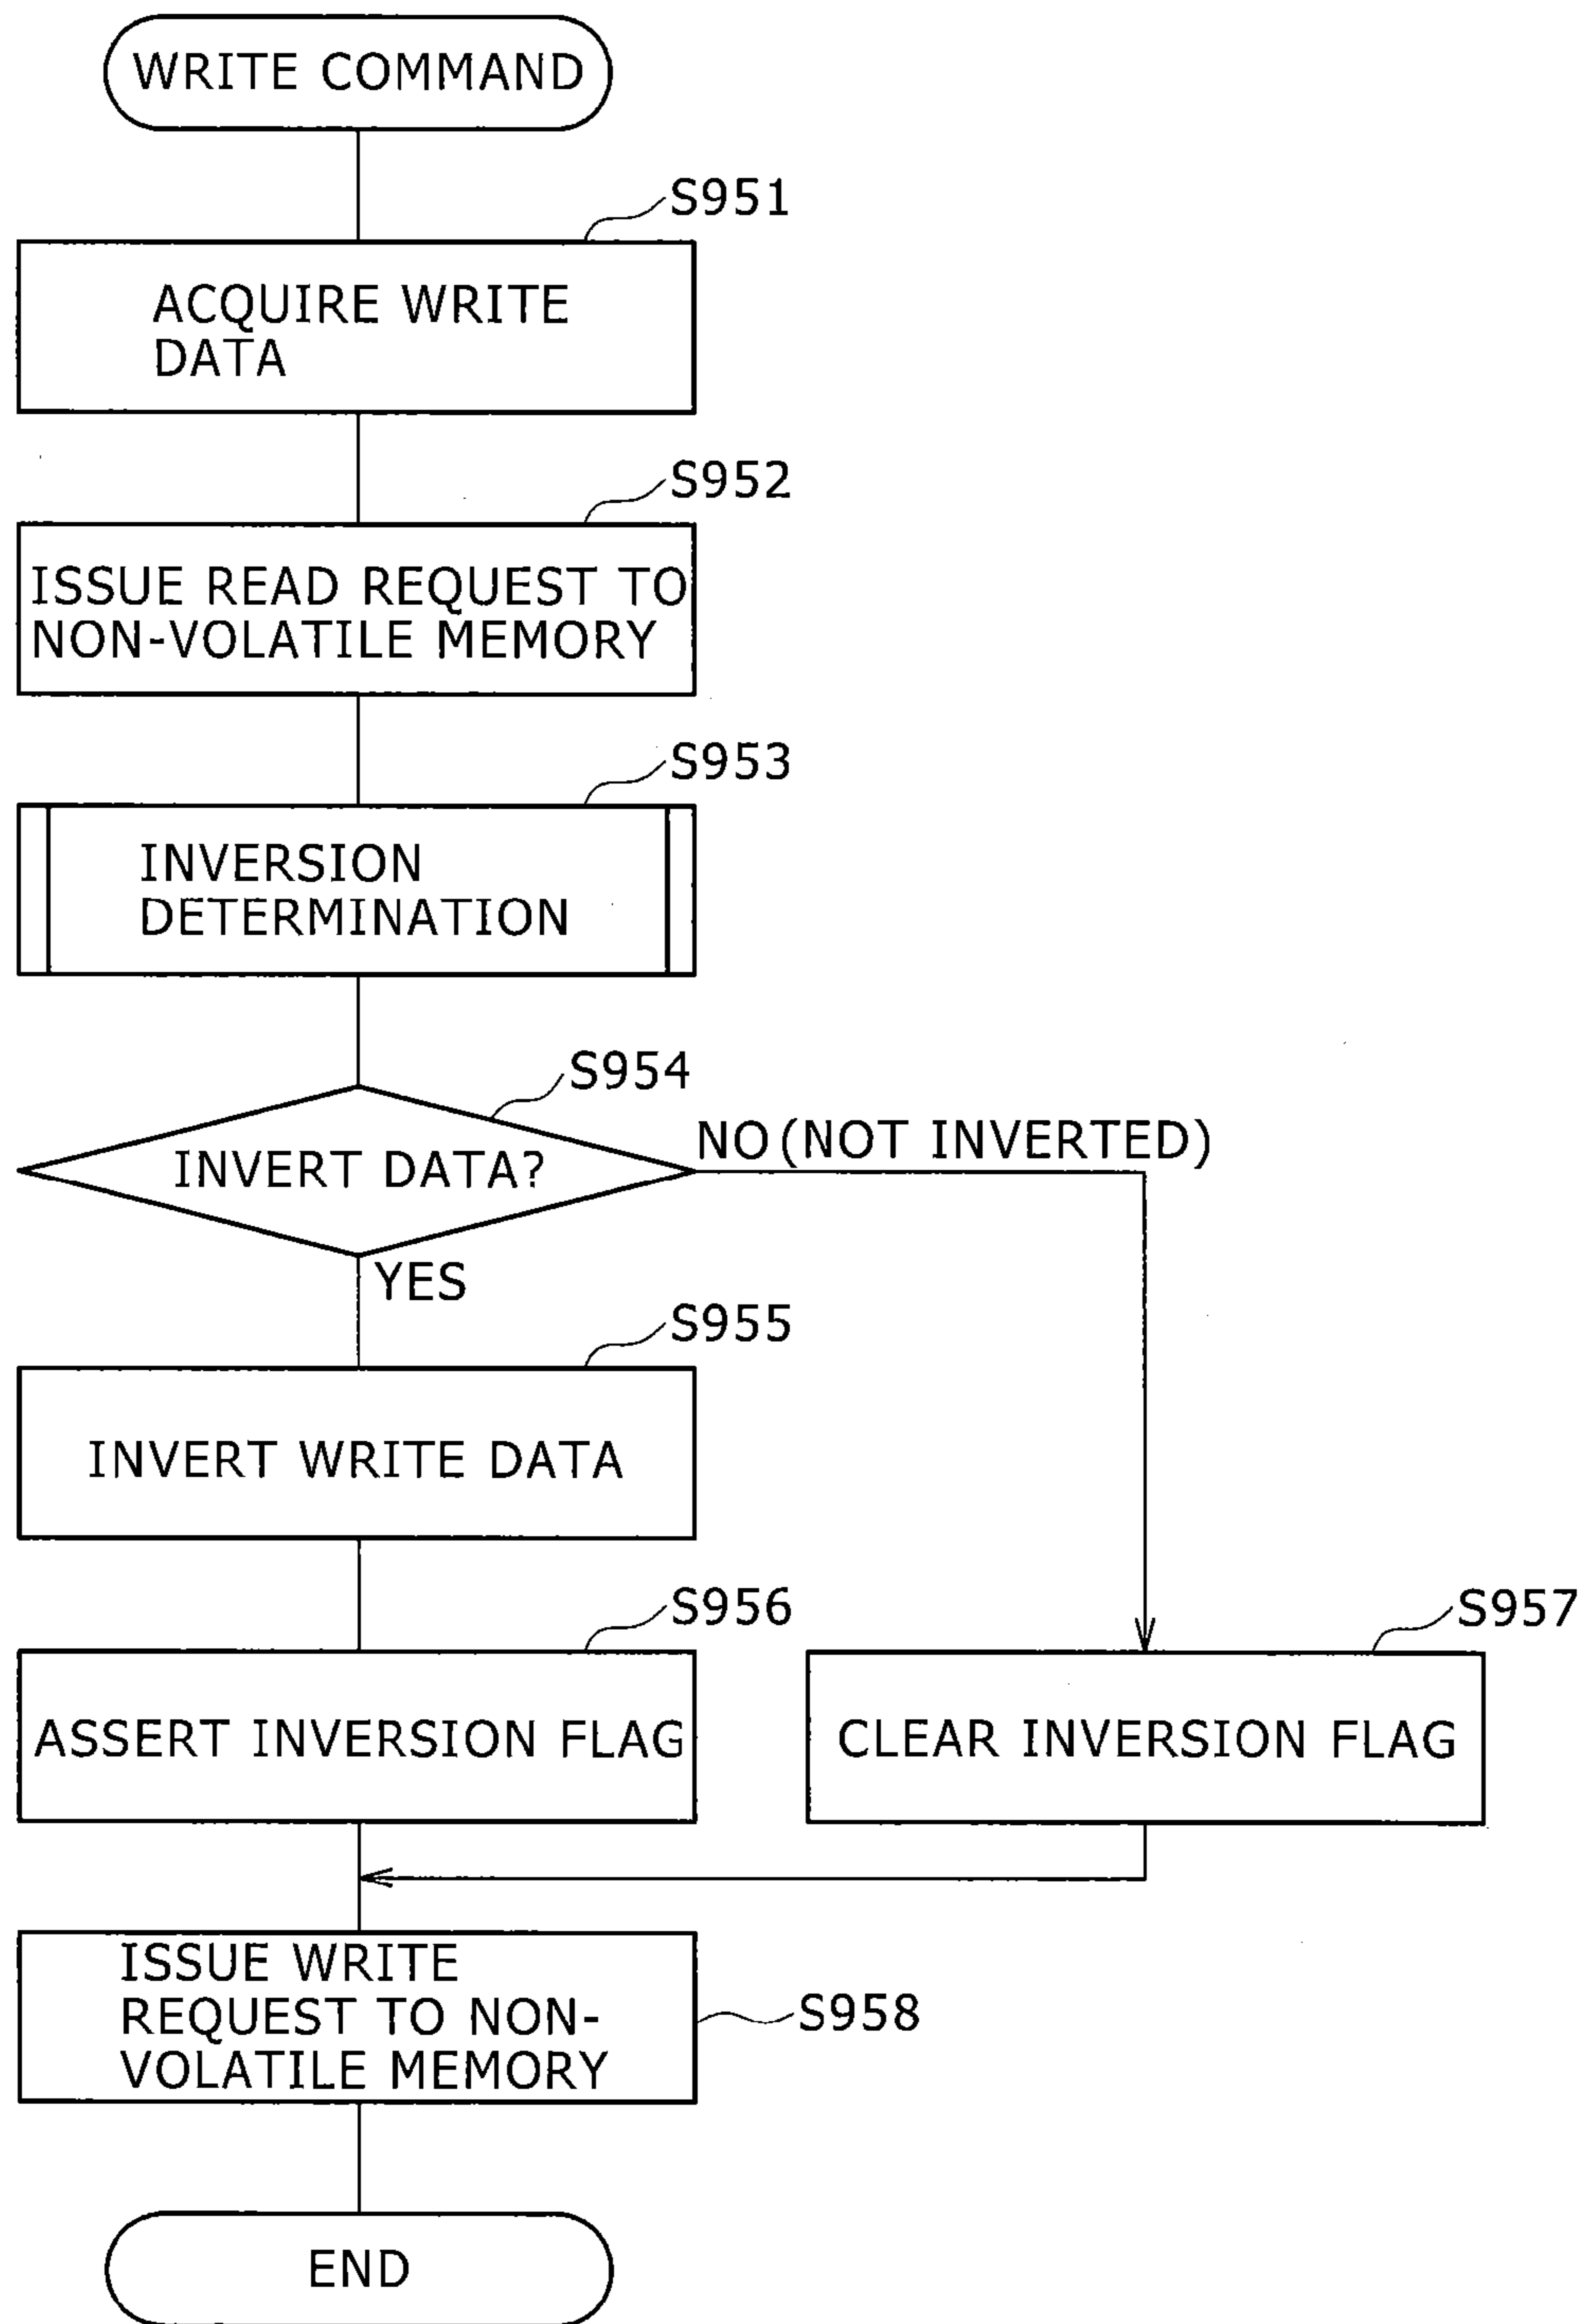 WRITE COMMAND
S951
ACQUIRE WRITE
DATA
S952
ISSUE READ REQUEST TO
NON-VOLATILE MEMORY
S953
INVERSION
DETERMINATION
S954
INVERT DATA?
NO(NOT INVERTED)
YES
S955
INVERT WRITE DATA
S956
ASSERT INVERSION FLAG
S957
CLEAR INVERSION FLAG
ISSUE WRITE
REQUEST TO NON-
VOLATILE MEMORY
S958
END